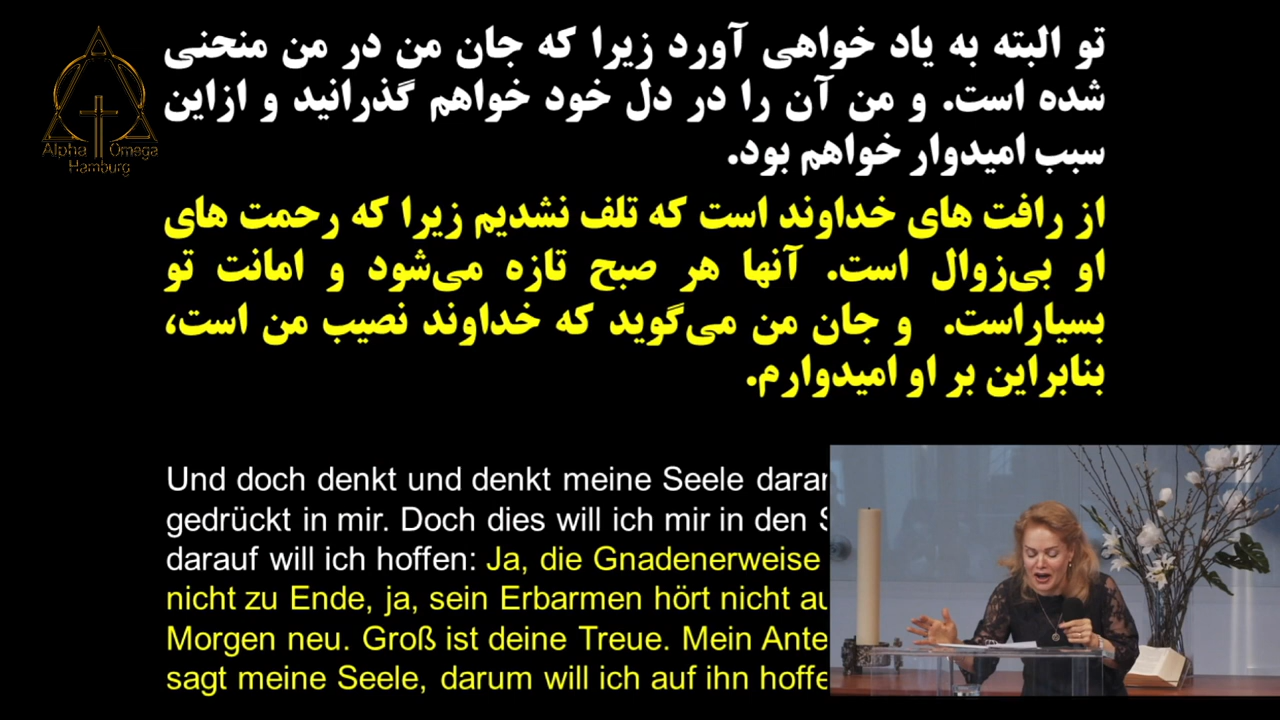 Alpha Omega
Hamburg
تو البته به یاد خواهی آورد زیرا که جان من در من منحنی
شده است. و من آن را در دل خود خواهم گذرانید و ازاین
سبب امیدوار خواهم بود.
از رافت های خداوند است که تلف نشدیم زیرا که رحمت های
او بی‌زوال است. آنها هر صبح تازه می‌شود و امانت تو
بسیاراست. و جان من می‌گوید که خداوند نصیب من است،
بنابراین بر او امیدوارم.
Und doch denkt und denkt meine Seele
gedrückt in mir. Doch dies will ich mir in den
darauf will ich hoffen: Ja, die Gnadenerweise
nicht zu Ende, ja, sein Erbarmen hört nicht
Morgen neu. Groß ist deine Treue. Mein
sagt meine Seele, darum will ich auf ihn